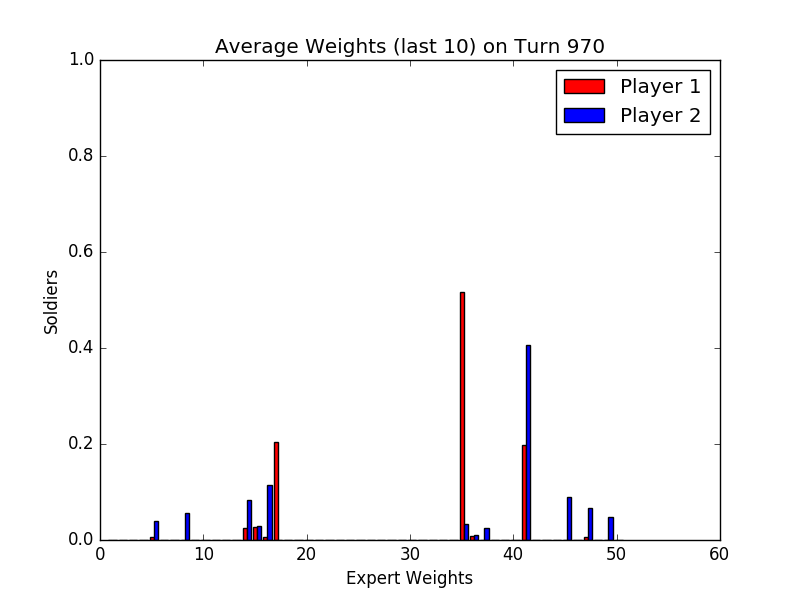 Average Weights (last 10) on Turn 970
Player 1
Player 2
1.0
0.8
0.6
0.4
0.2
0.0
Soldiers
0 10 20 30 40 50 60
Expert Weights